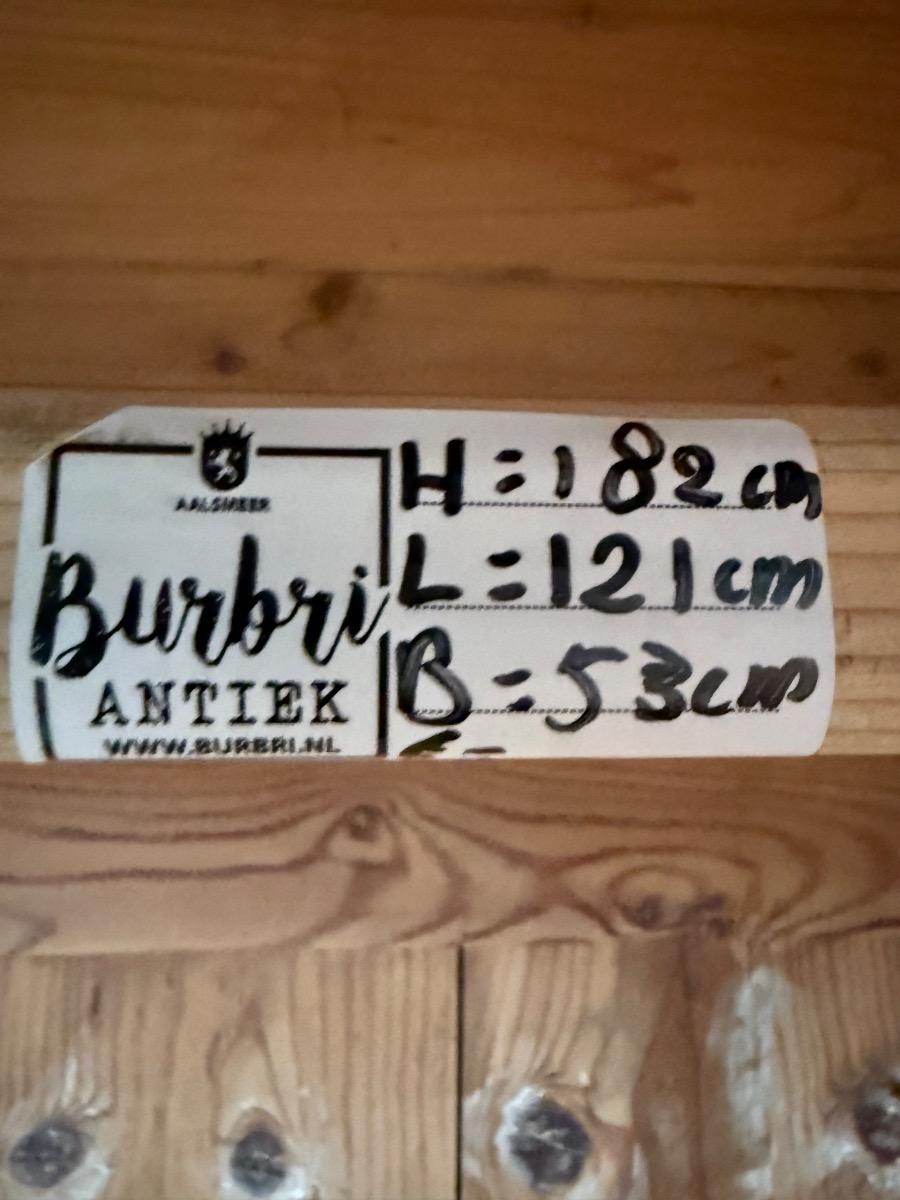 AALSMEER
Burbri
ANTIEK
WWW.BURBRI.NL
H = 182 cm
L = 121 cm
B = 53 cm